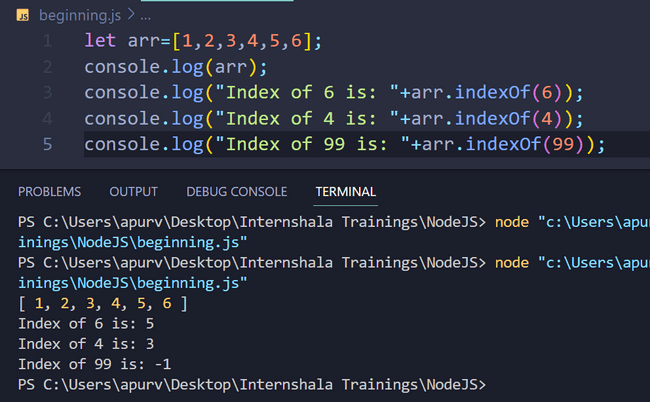 JS beginning.js > ...
1 let arr=[1,2,3,4,5,6];
2 console.log(arr);
3 console.log("Index of 6 is: "+arr.indexOf(6));
4 console.log("Index of 4 is: "+arr.indexOf(4));
5 console.log("Index of 99 is: "+arr.indexOf(99));
PROBLEMS OUTPUT DEBUG CONSOLE TERMINAL
PS C:\Users\apurv\Desktop\Internshala Trainings\NodeJS> node "c:\Users\apur
inings\NodeJS\beginning.js"
PS C:\Users\apurv\Desktop\Internshala Trainings\NodeJS> node "c:\Users\apur
inings\NodeJS\beginning.js"
[ 1, 2, 3, 4, 5, 6 ]
Index of 6 is: 5
Index of 4 is: 3
Index of 99 is: -1
PS C:\Users\apurv\Desktop\Internshala Trainings\NodeJS>